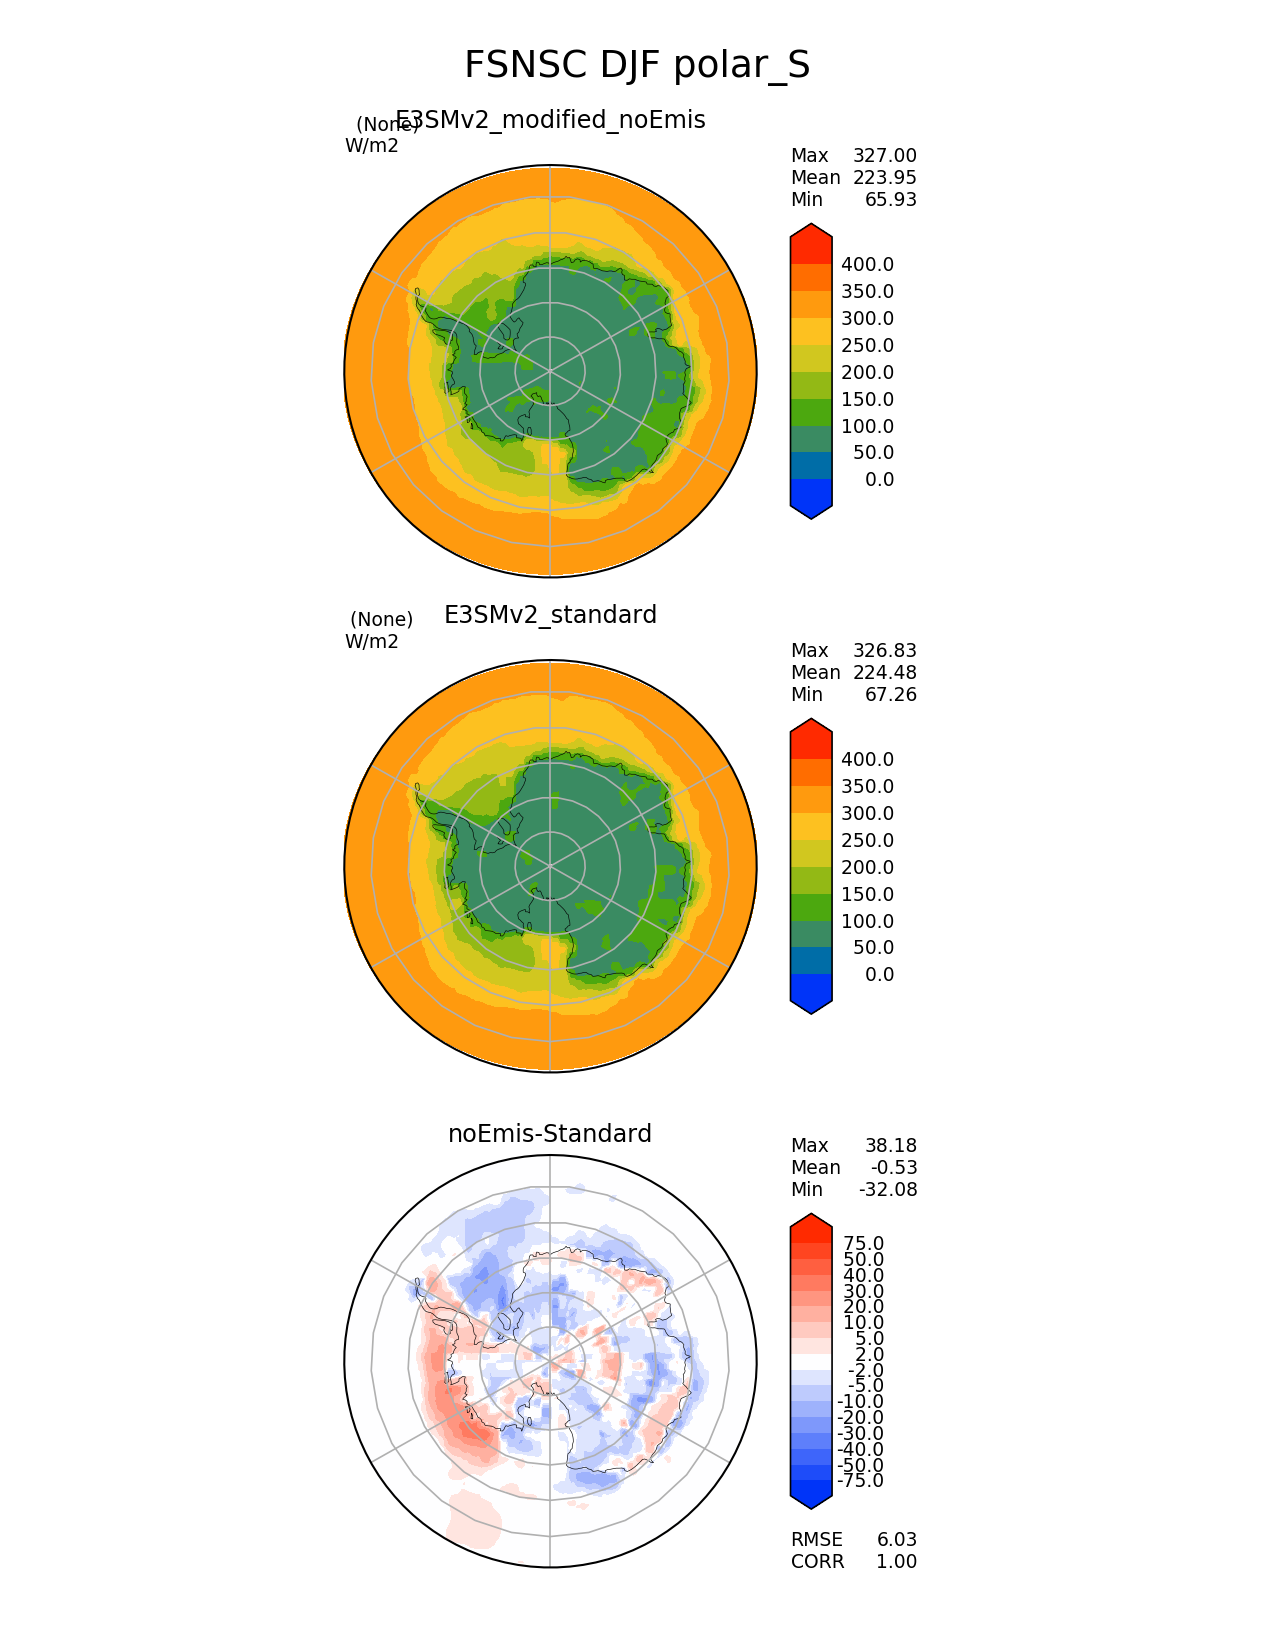 FSNSC DJF polar_S
E3SMv2_modified_noEmis
(None)
W/m2
Max 327.00
Mean 223.95
Min 65.93
400.0
350.0
300.0
250.0
200.0
150.0
100.0
50.0
0.0
E3SMv2_standard
(None)
W/m2
Max 326.83
Mean 224.48
Min 67.26
400.0
350.0
300.0
250.0
200.0
150.0
100.0
50.0
0.0
noEmis-Standard
Max 38.18
Mean -0.53
Min -32.08
75.0
50.0
40.0
30.0
20.0
10.0
5.0
2.0
-2.0
-5.0
-10.0
-20.0
-30.0
-40.0
-50.0
-75.0
RMSE 6.03
CORR 1.00